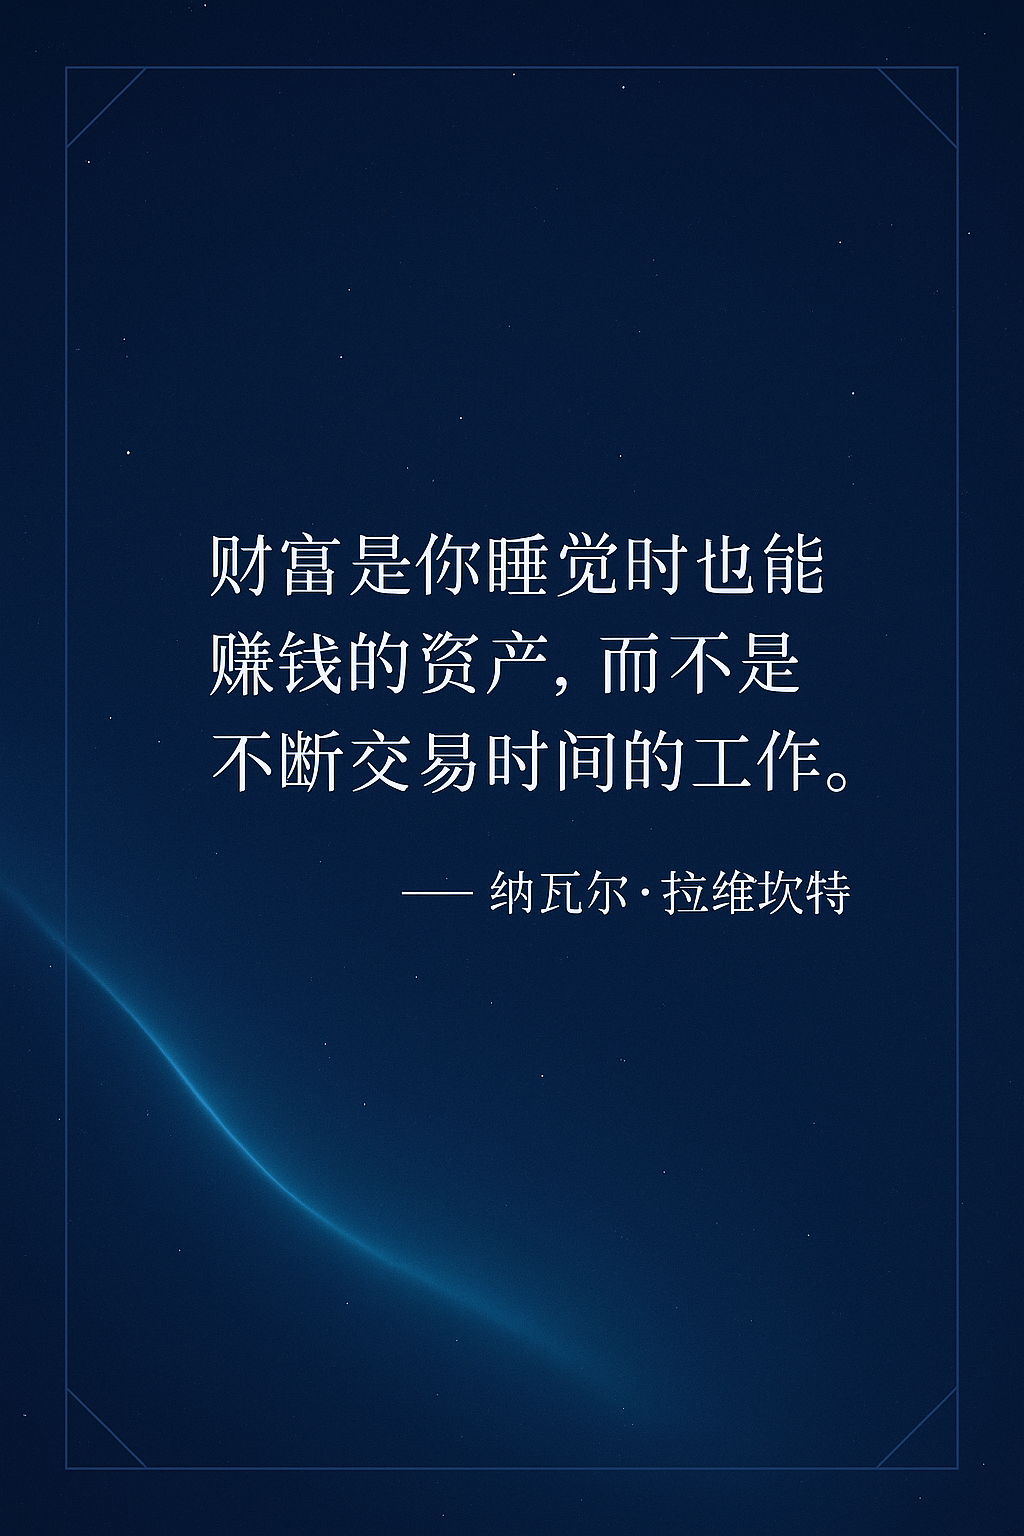 财富是你睡觉时也能
赚钱的资产, 而不是
不断交易时间的工作。
—— 纳瓦尔·拉维坎特